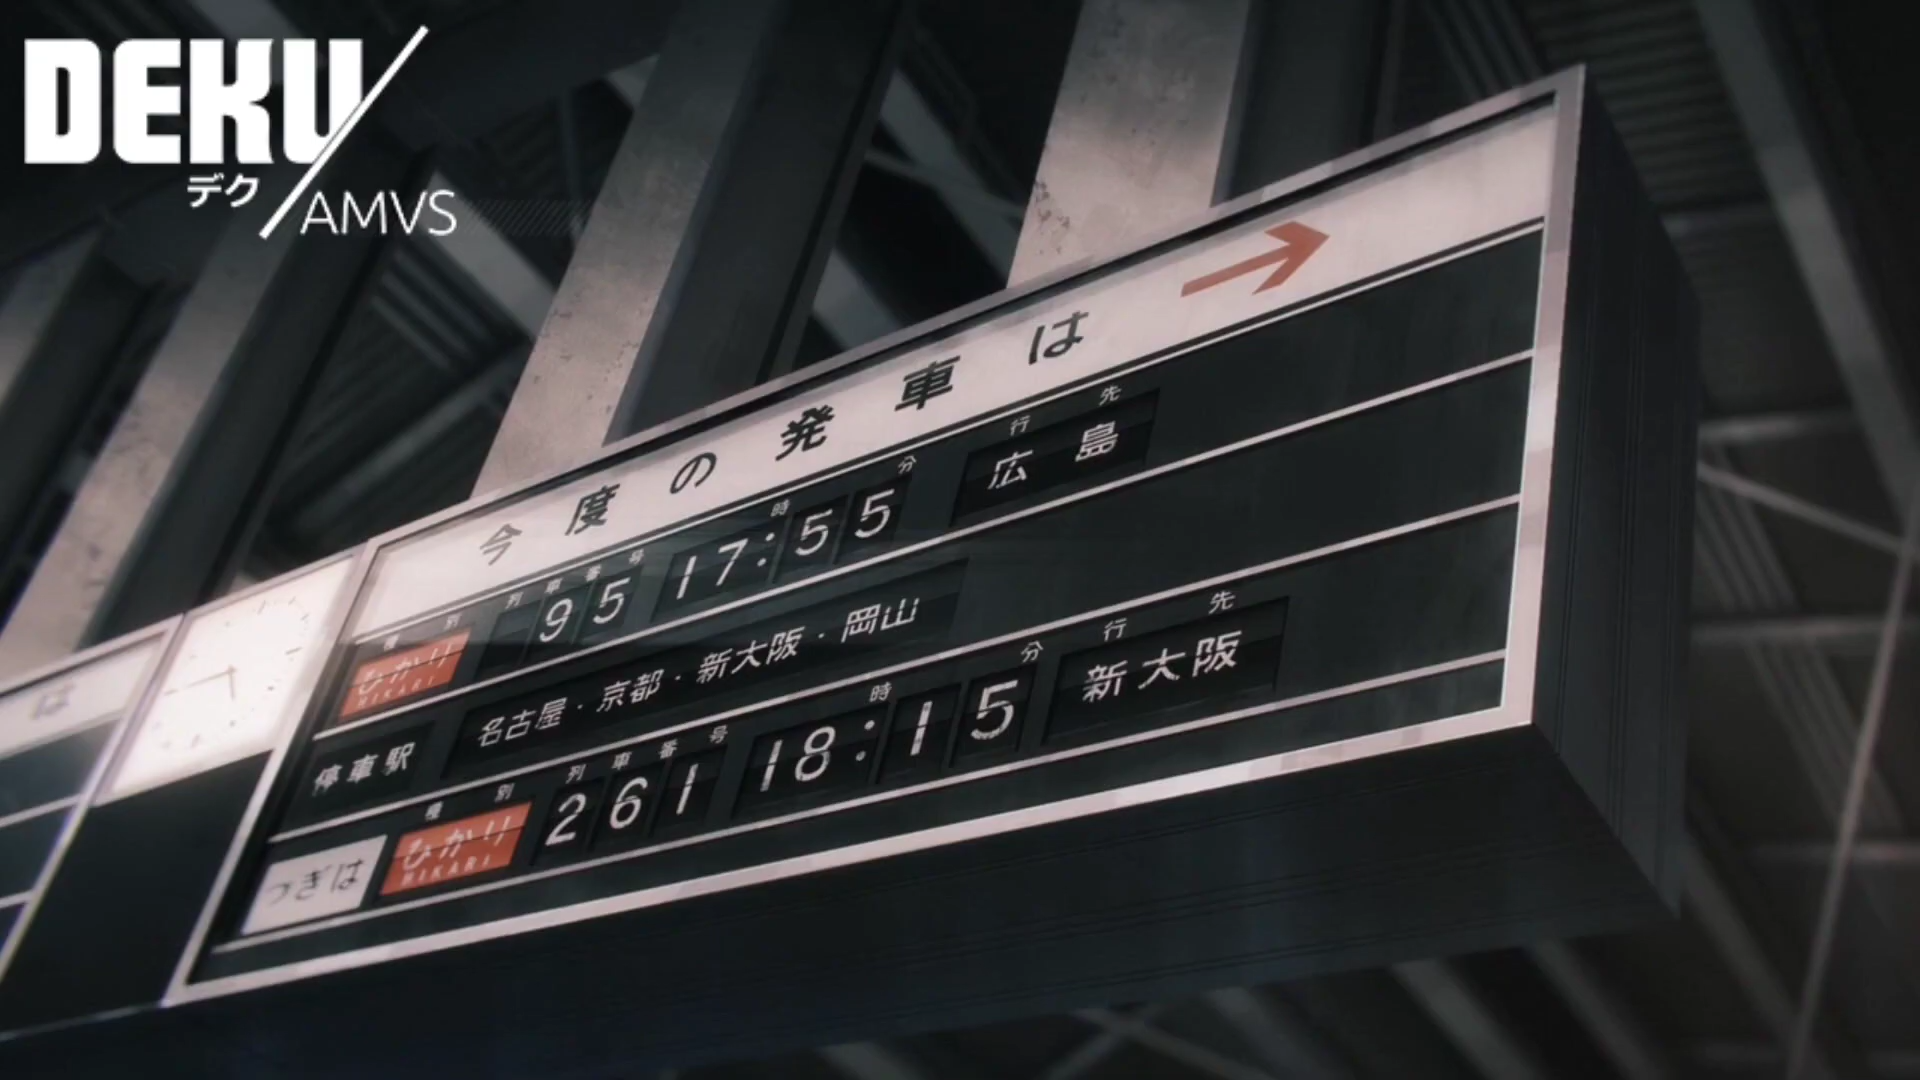 DEKU
デク
AMVS
今度の発車は →
種別 列車番号 時 分 行先
ひかり 95 17:55 広島
HIKARI
停車駅 名古屋・京都・新大阪・岡山
種別 列車番号 時 分 行先
つぎは ひかり 261 18:15 新大阪
HIKARI
は